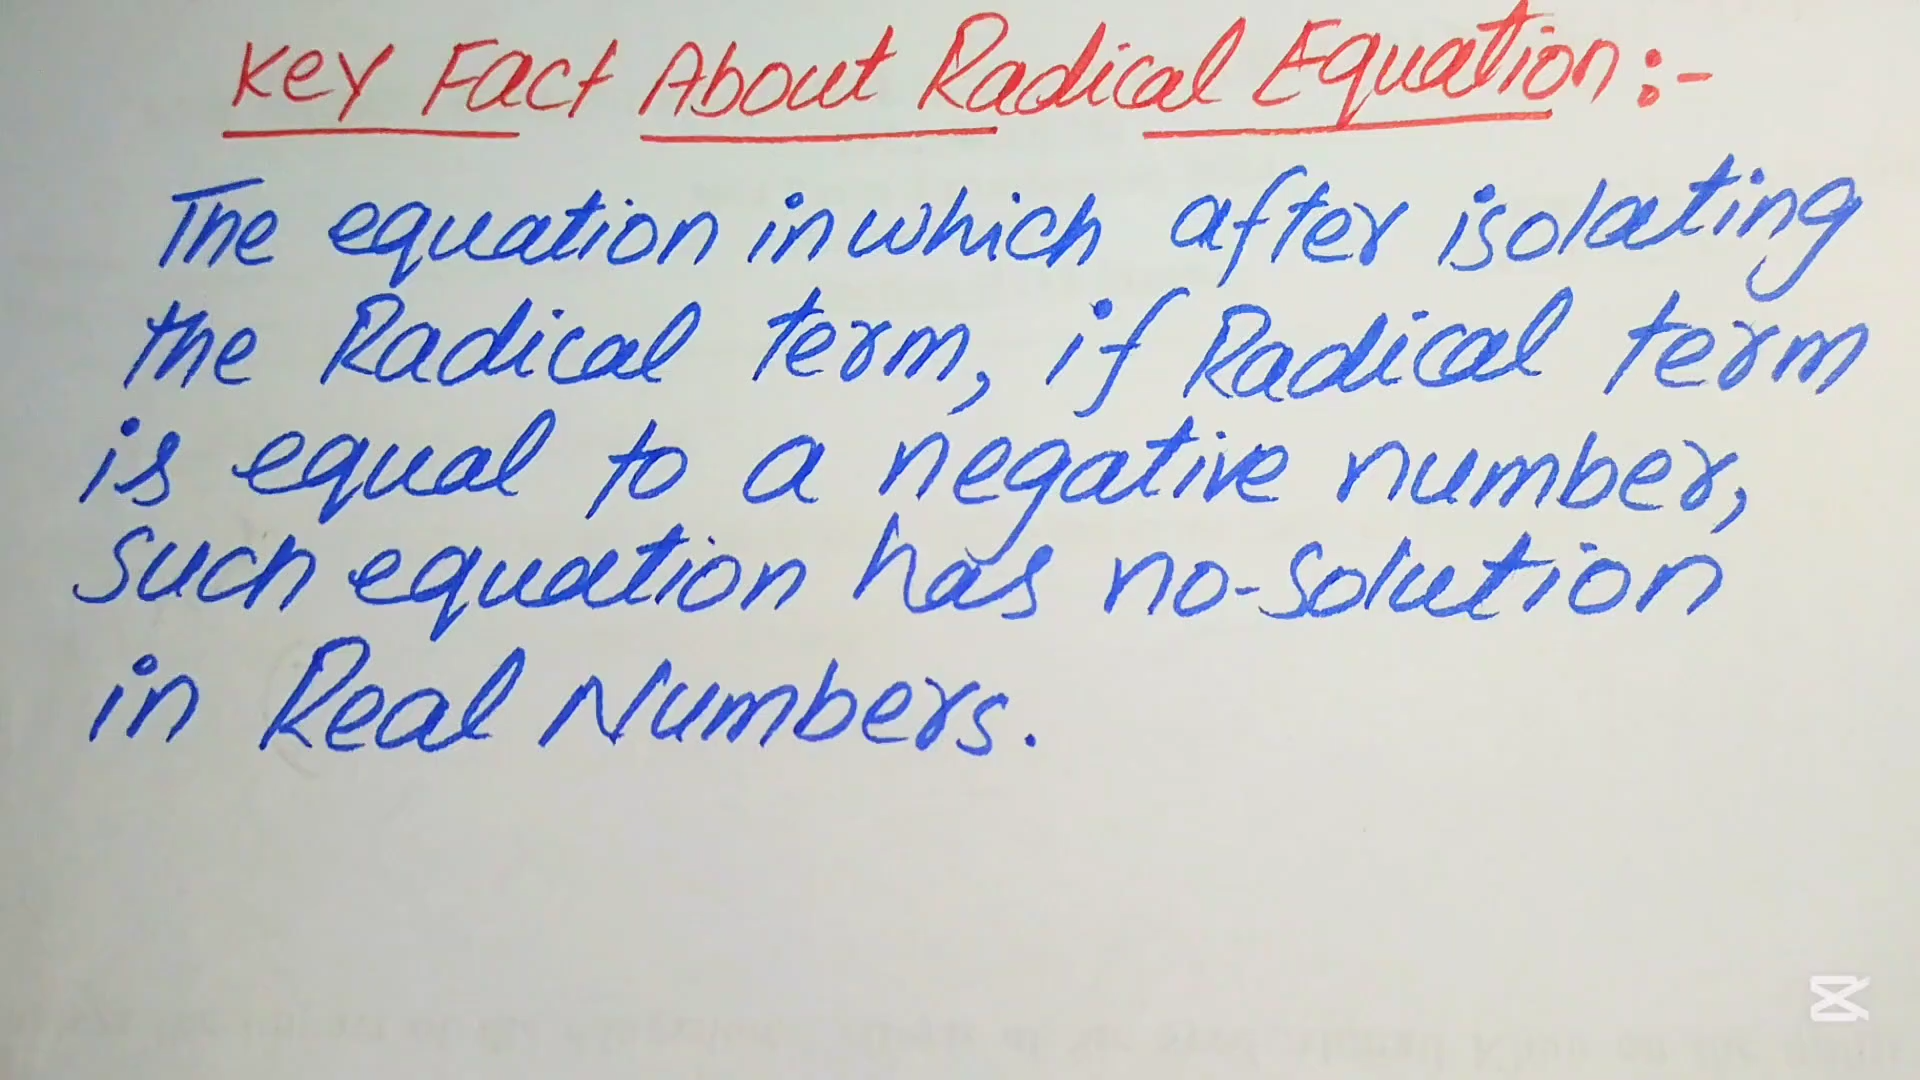 Key Fact About Radical Equation:-
The equation in which after isolating
the Radical term, if Radical term
is equal to a negative number,
such equation has no-solution
in Real Numbers.